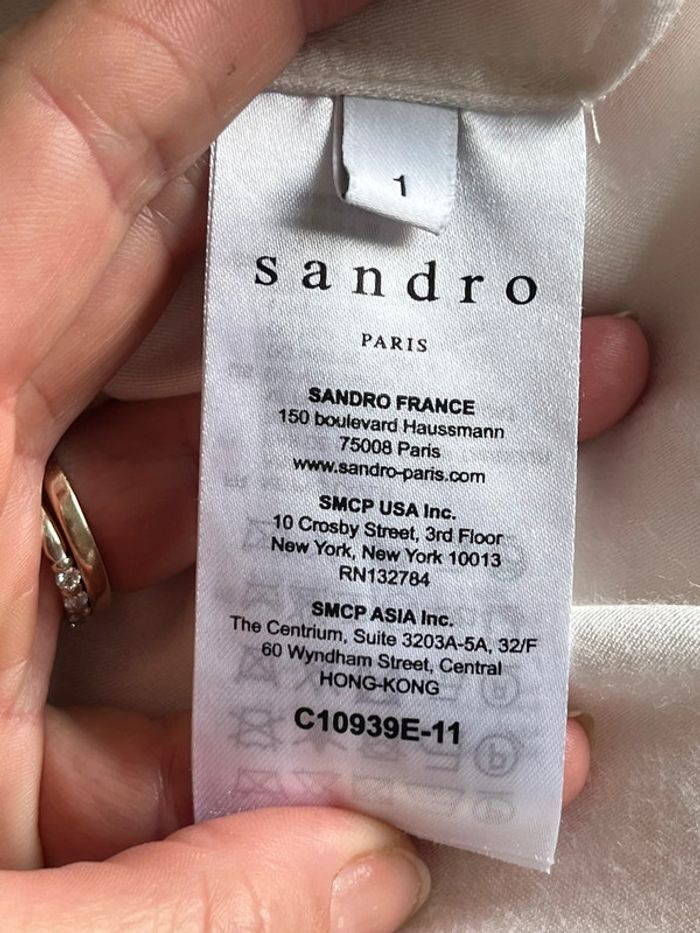 1
sandro
PARIS
SANDRO FRANCE
150 boulevard Haussmann
75008 Paris
www.sandro-paris.com
SMCP USA Inc.
10 Crosby Street, 3rd Floor
New York, New York 10013
RN132784
SMCP ASIA Inc.
The Centrium, Suite 3203A-5A, 32/F
60 Wyndham Street, Central
HONG-KONG
C10939E-11